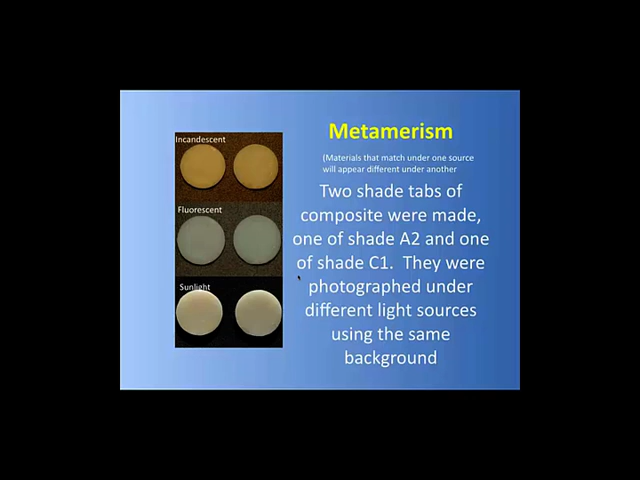 Metamerism
(Materials that match under one source
will appear different under another
Two shade tabs of
composite were made,
one of shade A2 and one
of shade C1. They were
photographed under
different light sources
using the same
background
Incandescent
Fluorescent
Sunlight